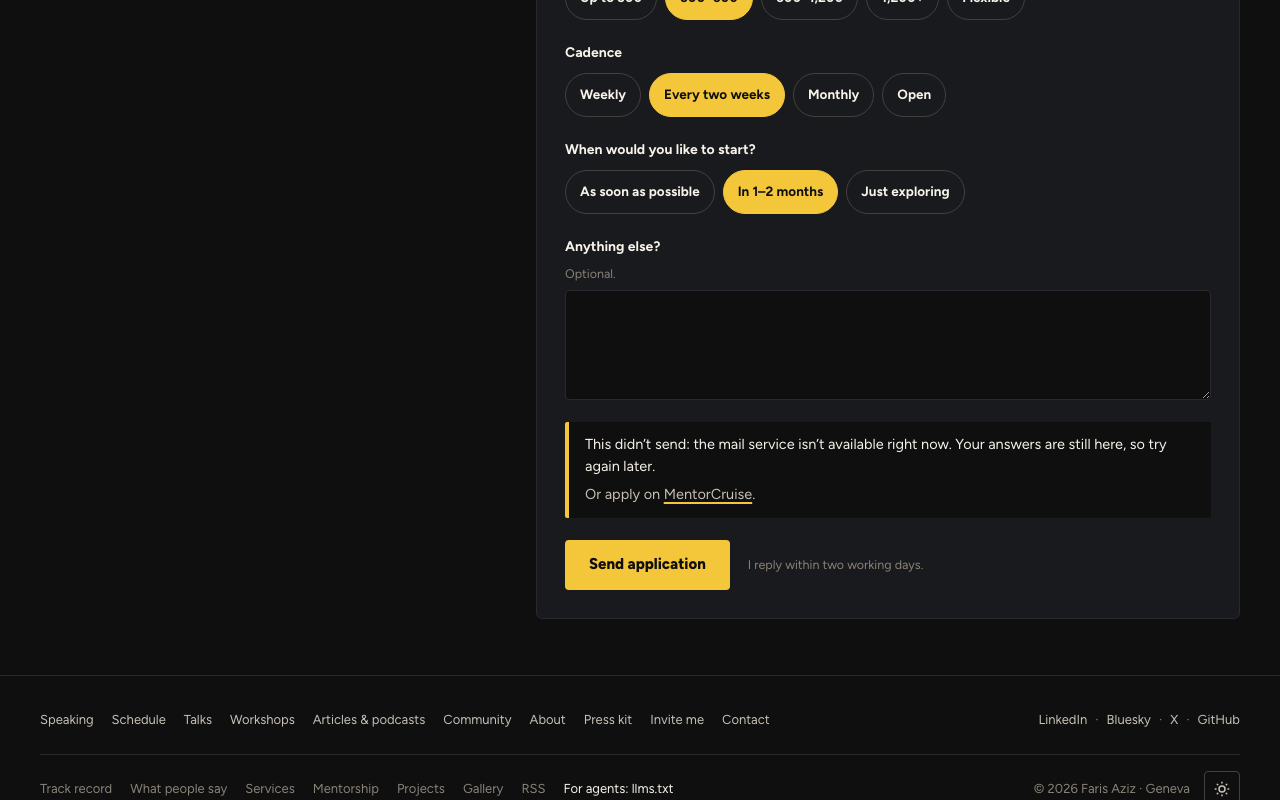 Cadence
Weekly Every two weeks Monthly Open
When would you like to start?
As soon as possible In 1–2 months Just exploring
Anything else?
Optional.
This didn’t send: the mail service isn’t available right now. Your answers are still here, so try
again later.
Or apply on MentorCruise.
Send application I reply within two working days.
Speaking Schedule Talks Workshops Articles & podcasts Community About Press kit Invite me Contact LinkedIn · Bluesky · X · GitHub
Track record What people say Services Mentorship Projects Gallery RSS For agents: llms.txt © 2026 Faris Aziz · Geneva